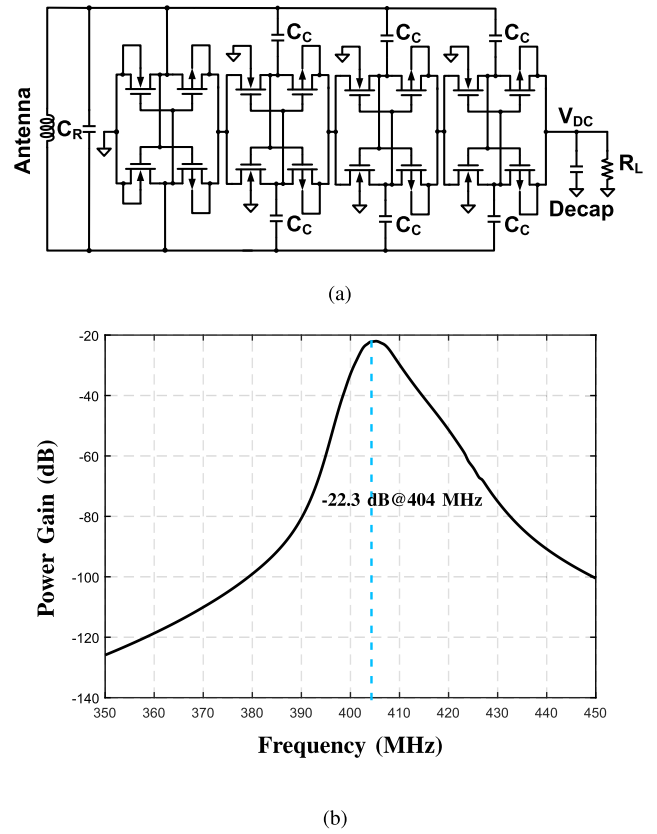 C_C C_C C_C
Antenna
C_R
V_DC
R_L
Decap
C_C C_C C_C
(a)
Power Gain (dB)
-20
-40
-60
-80
-100
-120
-140
-22.3 dB@404 MHz
350 360 370 380 390 400 410 420 430 440 450
Frequency (MHz)
(b)